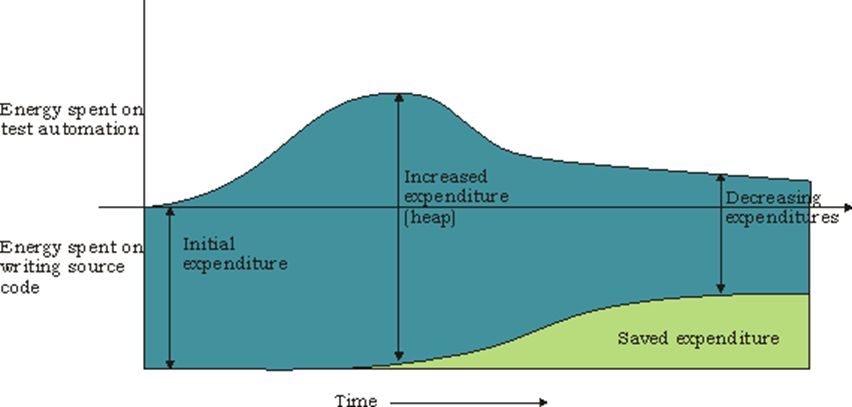 Energy spent on
test automation
Increased
expenditure
(heap)
Decreasing
expenditures
Energy spent on
writing source
code
Initial
expenditure
Saved expenditure
Time